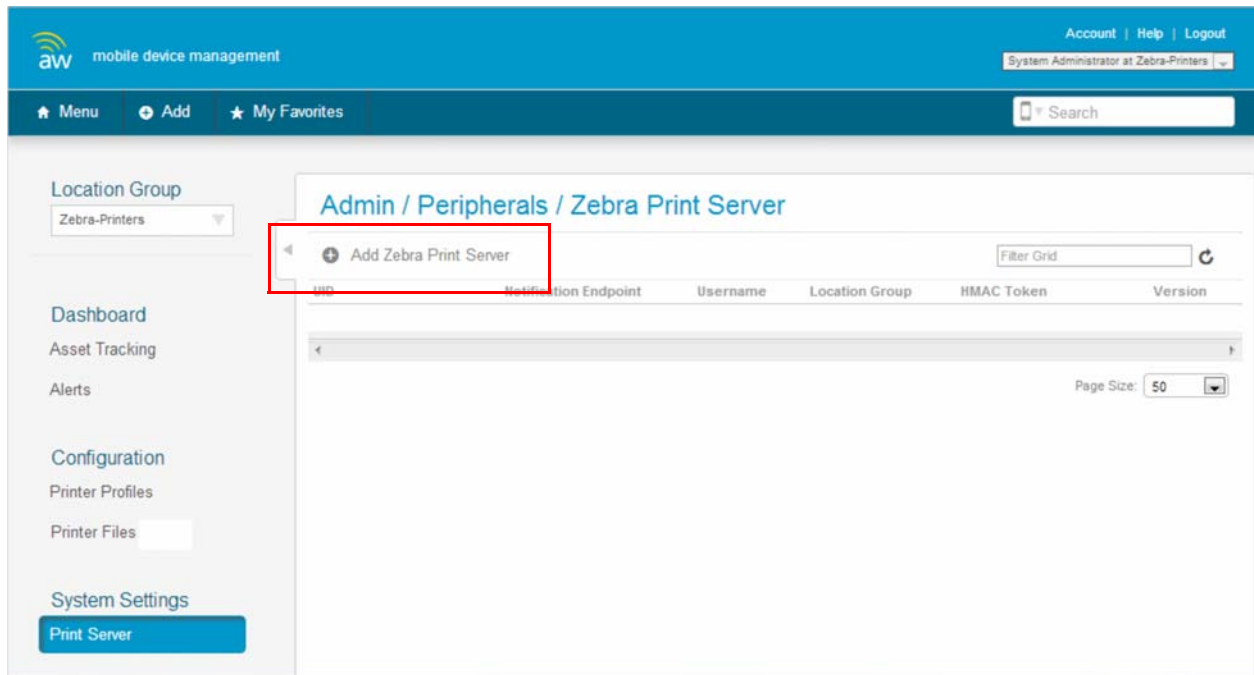 Account | Help | Logout
aw mobile device management
System Administrator at Zebra-Printers
Menu Add My Favorites
Search
Location Group
Zebra-Printers
Admin / Peripherals / Zebra Print Server
Add Zebra Print Server
Filter Grid
UID Notification Endpoint Username Location Group HMAC Token Version
Dashboard
Asset Tracking
Alerts
Page Size: 50
Configuration
Printer Profiles
Printer Files
System Settings
Print Server